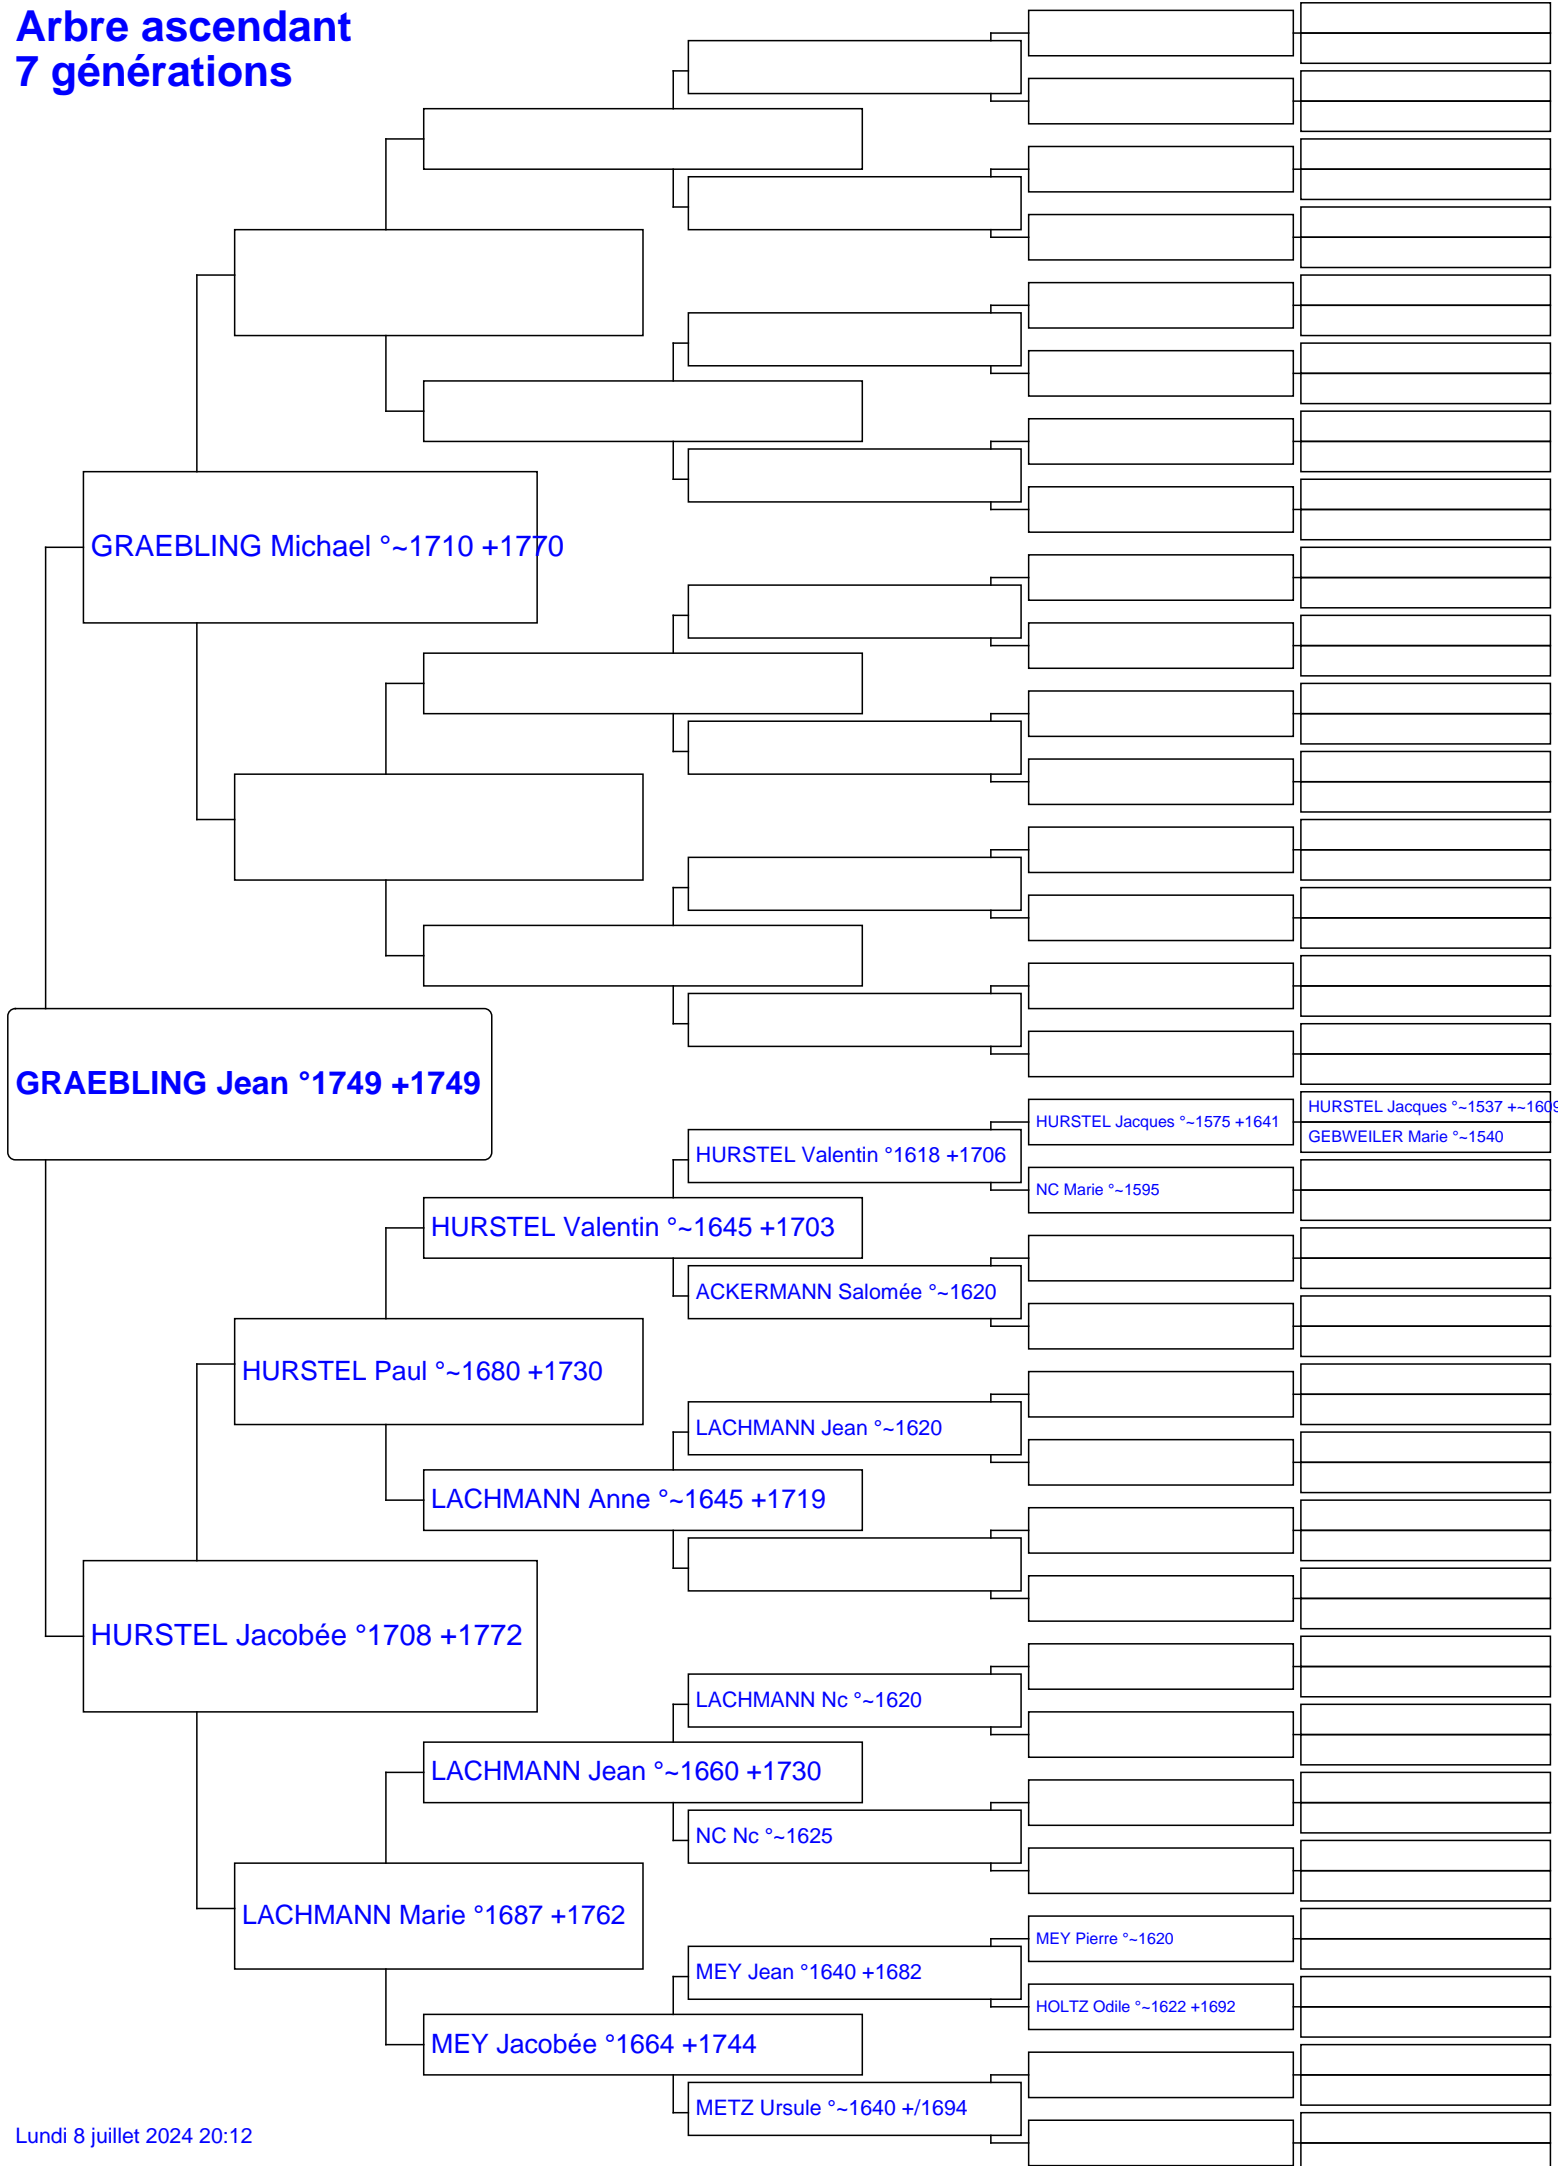 Arbre ascendant
7 générations
GRAEBLING Michael °~1710 +1770
GRAEBLING Jean °1749 +1749
HURSTEL Jacques °~1537 +~1609
HURSTEL Jacques °~1575 +1641
GEBWEILER Marie °~1540
HURSTEL Valentin °1618 +1706
NC Marie °~1595
HURSTEL Valentin °~1645 +1703
ACKERMANN Salomée °~1620
HURSTEL Paul °~1680 +1730
LACHMANN Jean °~1620
LACHMANN Anne °~1645 +1719
HURSTEL Jacobée °1708 +1772
LACHMANN Nc °~1620
LACHMANN Jean °~1660 +1730
NC Nc °~1625
LACHMANN Marie °1687 +1762
MEY Pierre °~1620
MEY Jean °1640 +1682
HOLTZ Odile °~1622 +1692
MEY Jacobée °1664 +1744
METZ Ursule °~1640 +/1694
Lundi 8 juillet 2024 20:12